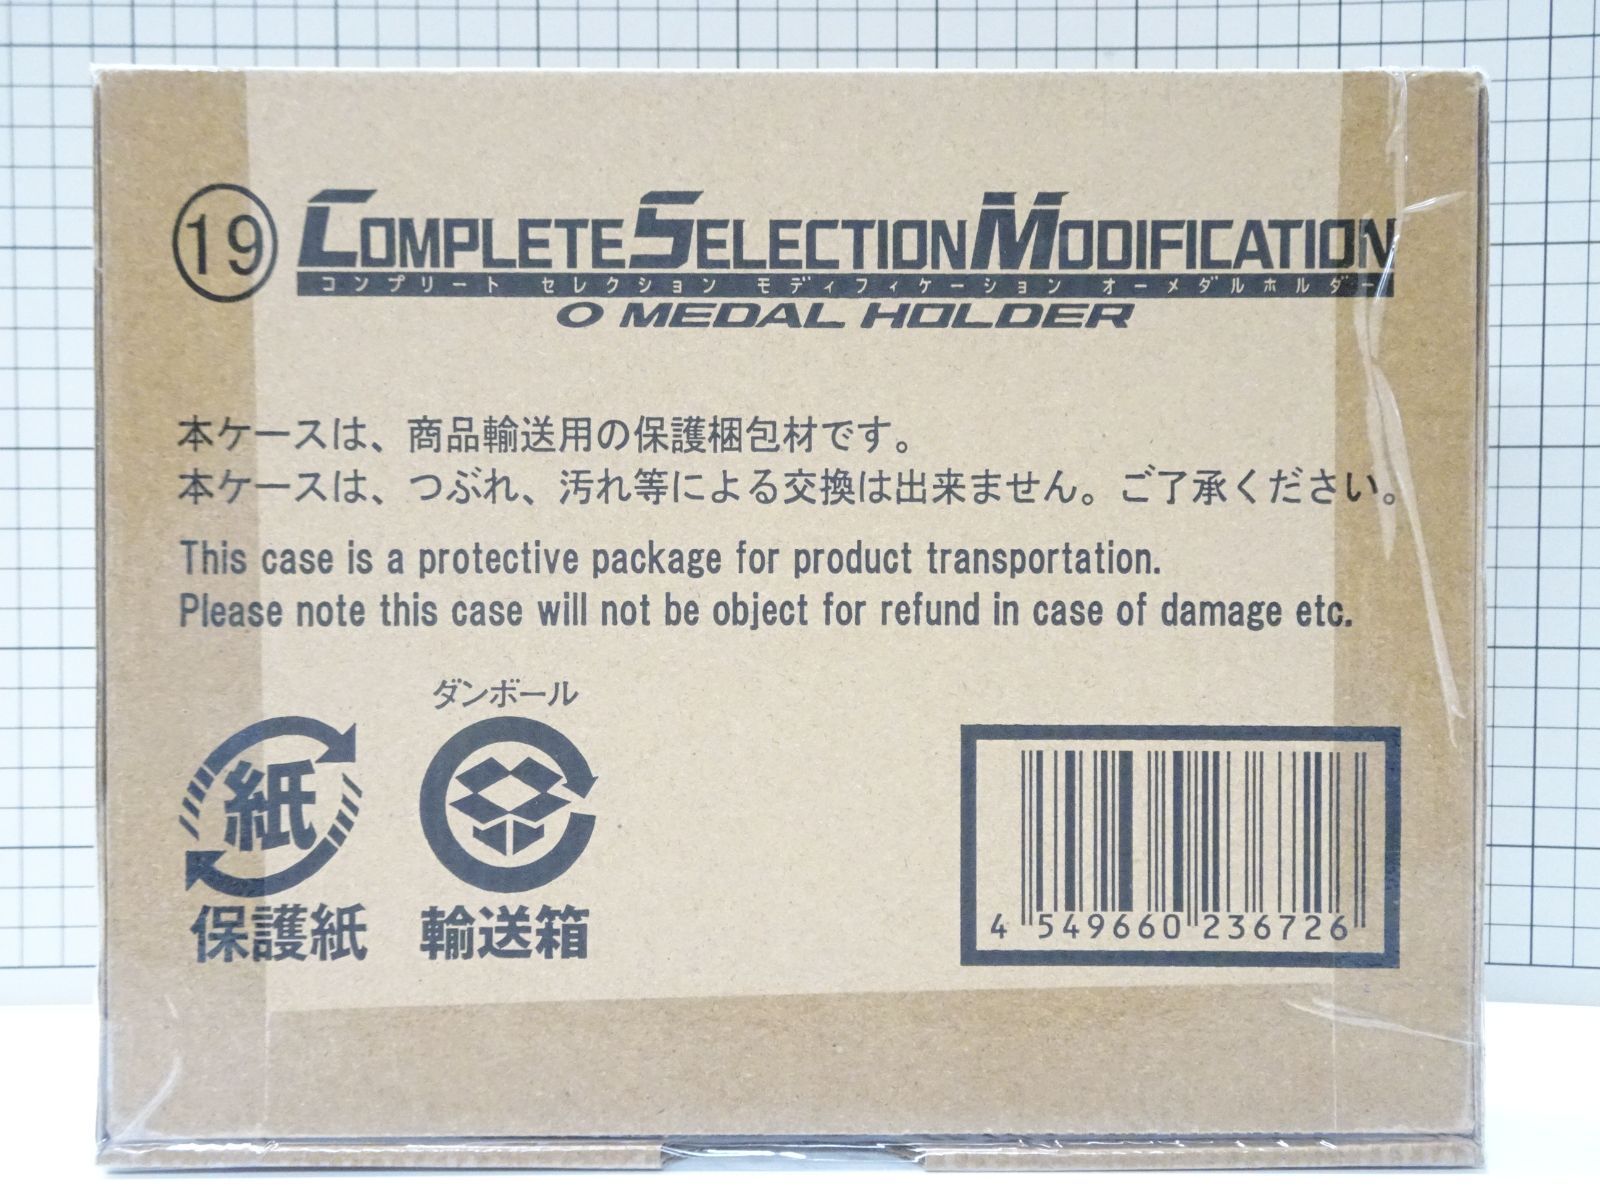 19 COMPLETE SELECTION MODIFICATION
コンプリート セレクション モディフィケーション オーメダルホルダー
O MEDAL HOLDER
本ケースは、商品輸送用の保護梱包材です。
本ケースは、つぶれ、汚れ等による交換は出来ません。ご了承ください。
This case is a protective package for product transportation.
Please note this case will not be object for refund in case of damage etc.
ダンボール
紙
保護紙
輸送箱
4 549660 236726